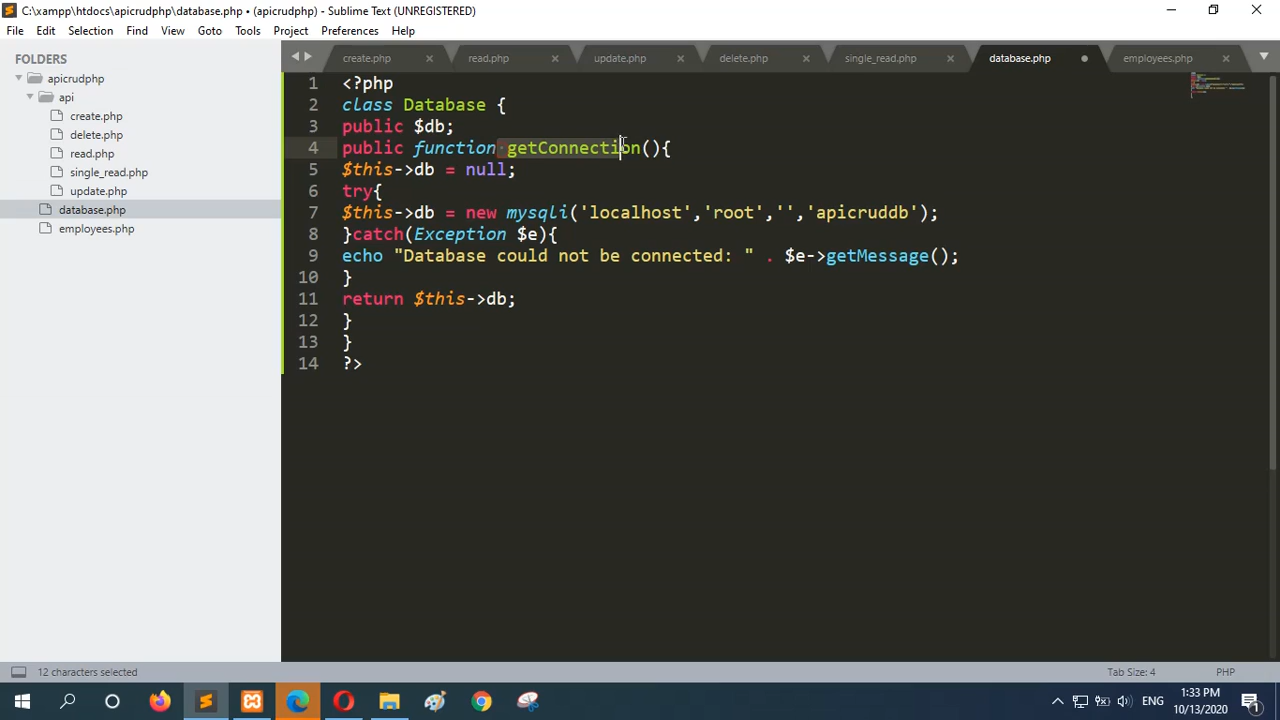 C:\xampp\htdocs\apicrudphp\database.php • (apicrudphp) - Sublime Text (UNREGISTERED)
File Edit Selection Find View Goto Tools Project Preferences Help
FOLDERS
apicrudphp
api
create.php
delete.php
read.php
single_read.php
update.php
database.php
employees.php
create.php read.php update.php delete.php single_read.php database.php employees.php
1 <?php
2 class Database {
3 public $db;
4 public function getConnection(){
5 $this->db = null;
6 try{
7 $this->db = new mysqli('localhost','root','','apicruddb');
8 }catch(Exception $e){
9 echo "Database could not be connected: " . $e->getMessage();
10 }
11 return $this->db;
12 }
13 }
14 ?>
12 characters selected Tab Size: 4 PHP
ENG 1:33 PM
10/13/2020